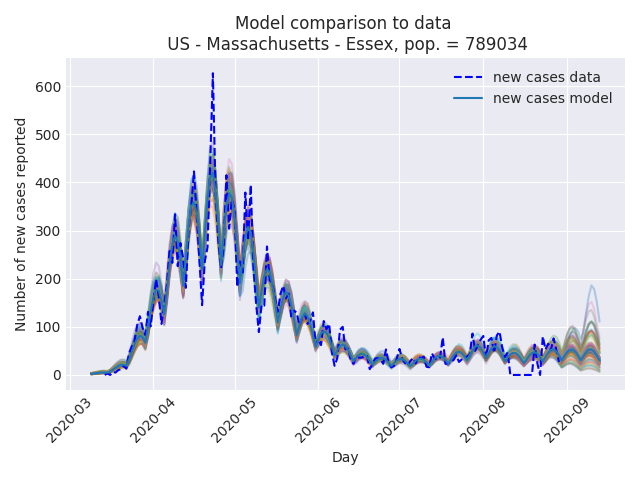 Model comparison to data
US - Massachusetts - Essex, pop. = 789034
Number of new cases reported
600
500
400
300
200
100
0
new cases data
new cases model
2020-03
2020-04
2020-05
2020-06
2020-07
2020-08
2020-09
Day